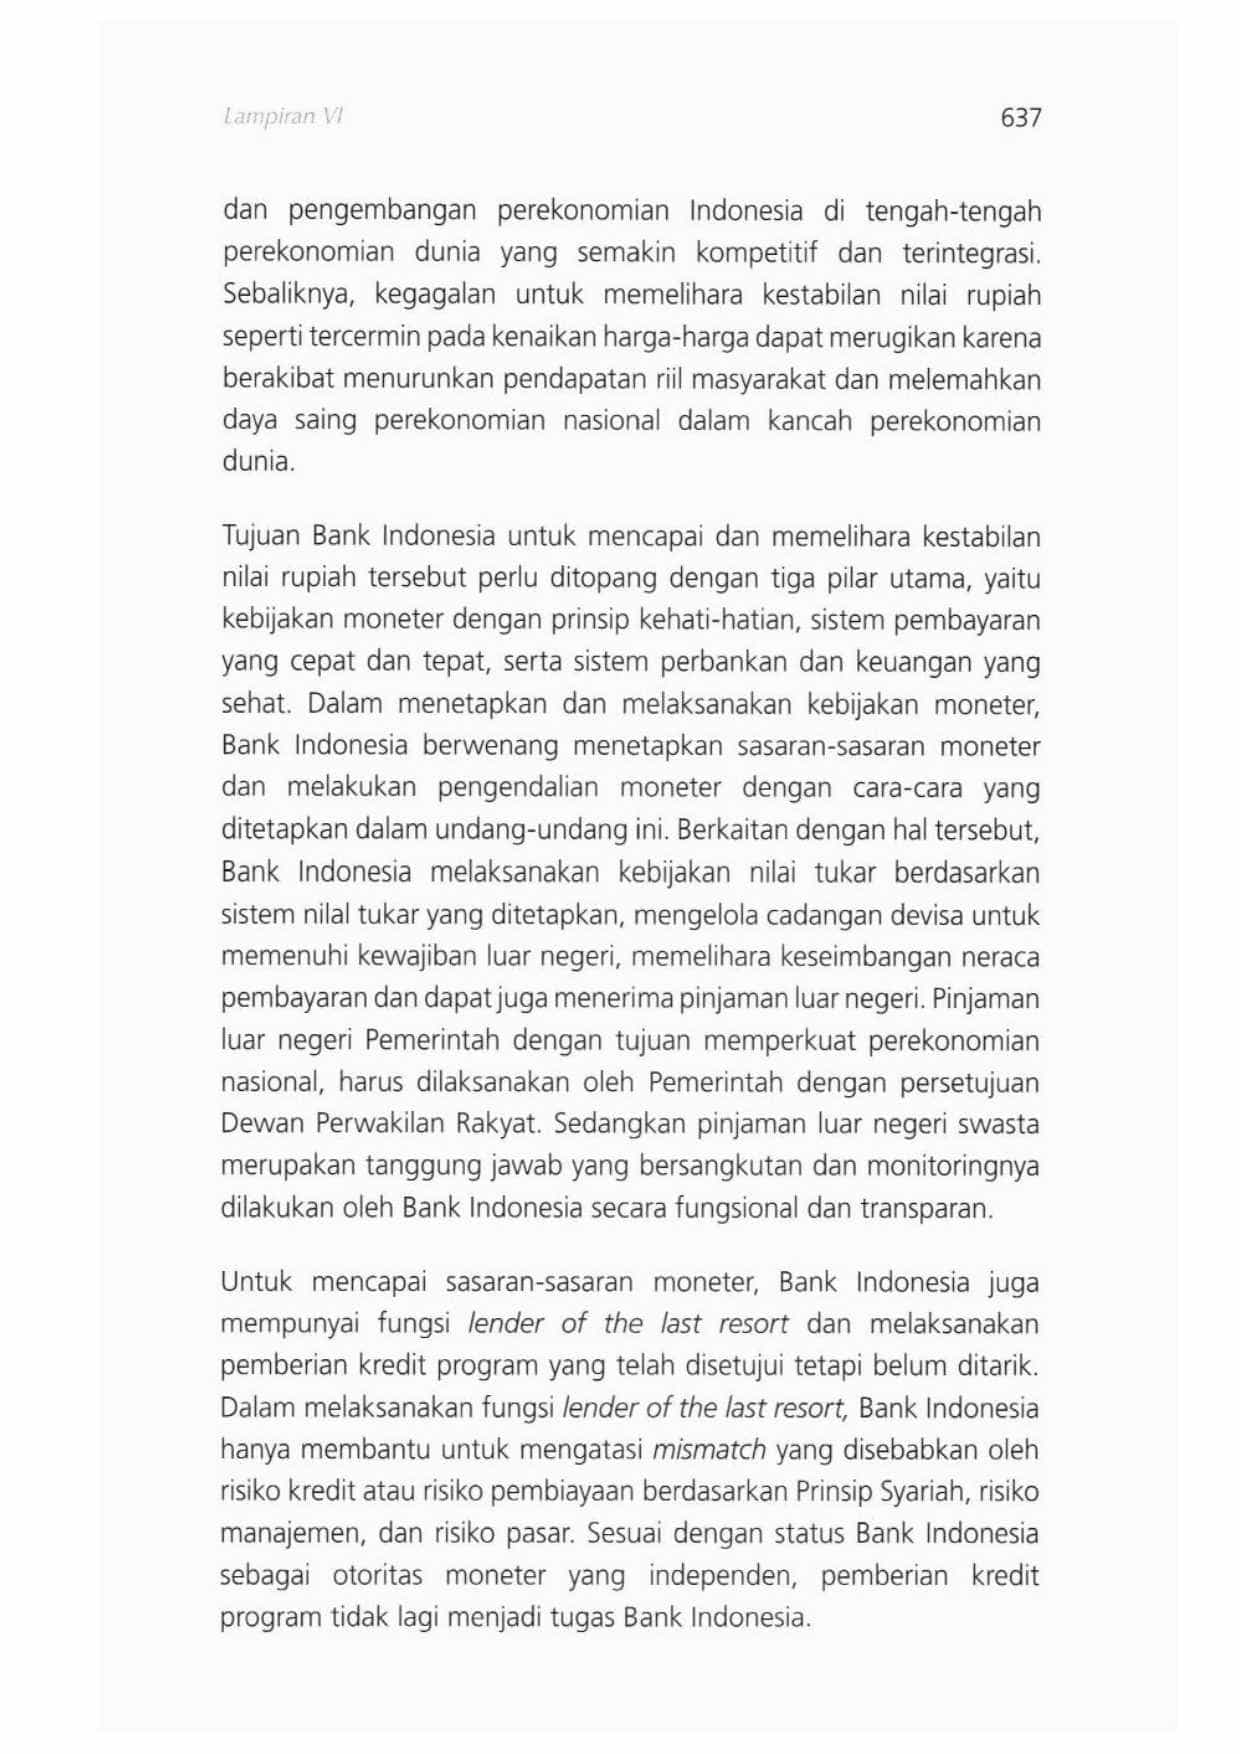 Lampiran VI
637
dan pengembangan perekonomian Indonesia di tengah-tengah
perekonomian dunia yang semakin kompetitif dan terintegrasi.
Sebaliknya, kegagalan untuk memelihara kestabilan nilai rupiah
seperti tercermin pada kenaikan harga-harga dapat merugikan karena
berakibat menurunkan pendapatan riil masyarakat dan melemahkan
daya saing perekonomian nasional dalam kancah perekonomian
dunia.
Tujuan Bank Indonesia untuk mencapai dan memelihara kestabilan
nilai rupiah tersebut perlu ditopang dengan tiga pilar utama, yaitu
kebijakan moneter dengan prinsip kehati-hatian, sistem pembayaran
yang cepat dan tepat, serta sistem perbankan dan keuangan yang
sehat. Dalam menetapkan dan melaksanakan kebijakan moneter,
Bank Indonesia berwenang menetapkan sasaran-sasaran moneter
dan melakukan pengendalian moneter dengan cara-cara yang
ditetapkan dalam undang-undang ini. Berkaitan dengan hal tersebut,
Bank Indonesia melaksanakan kebijakan nilai tukar berdasarkan
sistem nilal tukar yang ditetapkan, mengelola cadangan devisa untuk
memenuhi kewajiban luar negeri, memelihara keseimbangan neraca
pembayaran dan dapat juga menerima pinjaman luar negeri. Pinjaman
luar negeri Pemerintah dengan tujuan memperkuat perekonomian
nasional, harus dilaksanakan oleh Pemerintah dengan persetujuan
Dewan Perwakilan Rakyat. Sedangkan pinjaman luar negeri swasta
merupakan tanggung jawab yang bersangkutan dan monitoringnya
dilakukan oleh Bank Indonesia secara fungsional dan transparan.
Untuk mencapai sasaran-sasaran moneter, Bank Indonesia juga
mempunyai fungsi lender of the last resort dan melaksanakan
pemberian kredit program yang telah disetujui tetapi belum ditarik.
Dalam melaksanakan fungsi lender of the last resort, Bank Indonesia
hanya membantu untuk mengatasi mismatch yang disebabkan oleh
risiko kredit atau risiko pembiayaan berdasarkan Prinsip Syariah, risiko
manajemen, dan risiko pasar. Sesuai dengan status Bank Indonesia
sebagai otoritas moneter yang independen, pemberian kredit
program tidak lagi menjadi tugas Bank Indonesia.